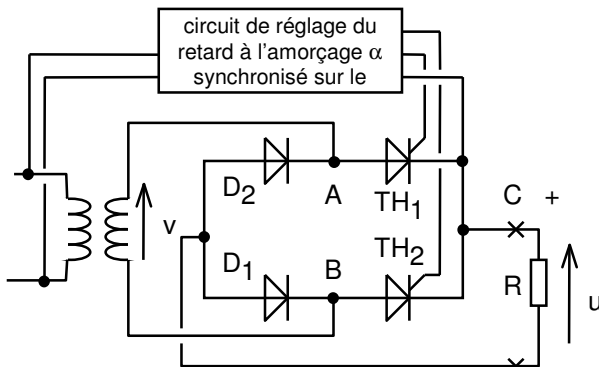 circuit de réglage du
retard à l'amorçage α
synchronisé sur le
D2
A
TH1
C +
v
D1
B
TH2
R
u